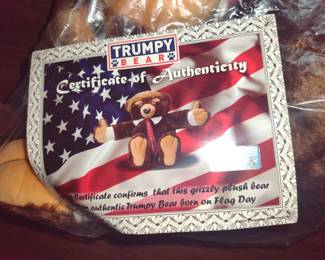 TRUMPY
BEAR
Certificate of Authenticity
Certificate confirms that this grizzly plush bear
authentic Trumpy Bear born on Flag Day